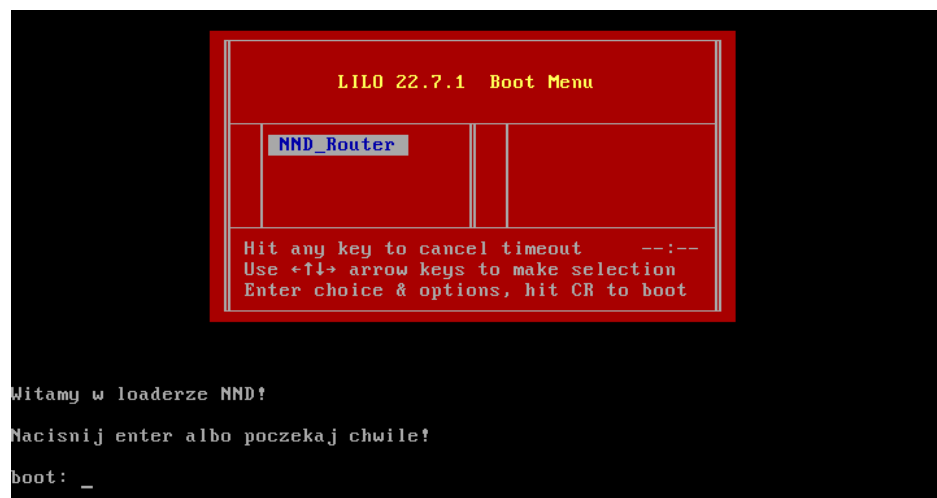 LILO 22.7.1 Boot Menu
NND_Router
Hit any key to cancel timeout --:--
Use ←↑↓→ arrow keys to make selection
Enter choice & options, hit CR to boot
Witamy w loaderze NND!
Nacisnij enter albo poczekaj chwile!
boot: _